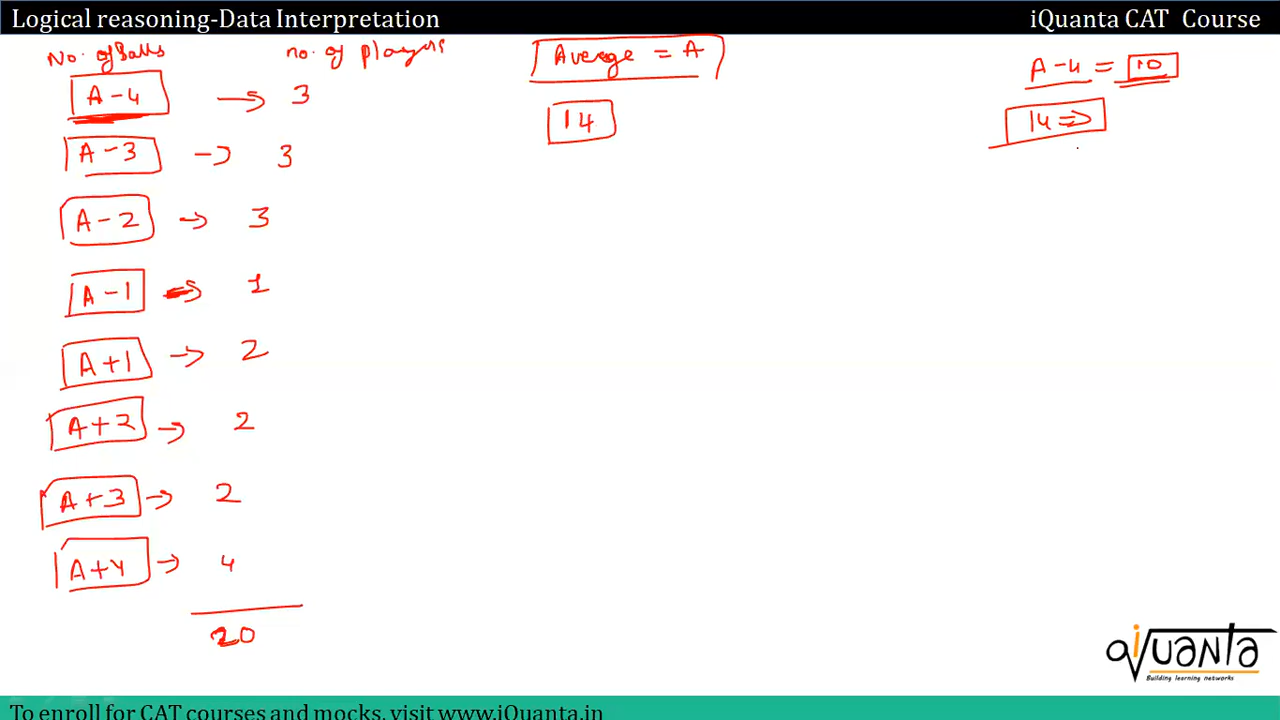 Logical reasoning-Data Interpretation
iQuanta CAT Course
No. of Balls no. of players
A-4 → 3
A-3 → 3
A-2 → 3
A-1 → 1
A+1 → 2
A+2 → 2
A+3 → 2
A+4 → 4
20
Average = A
14
A-4 = 10
14 ⇒
iQuanta
Building learning networks
To enroll for CAT courses and mocks, visit www.iQuanta.in